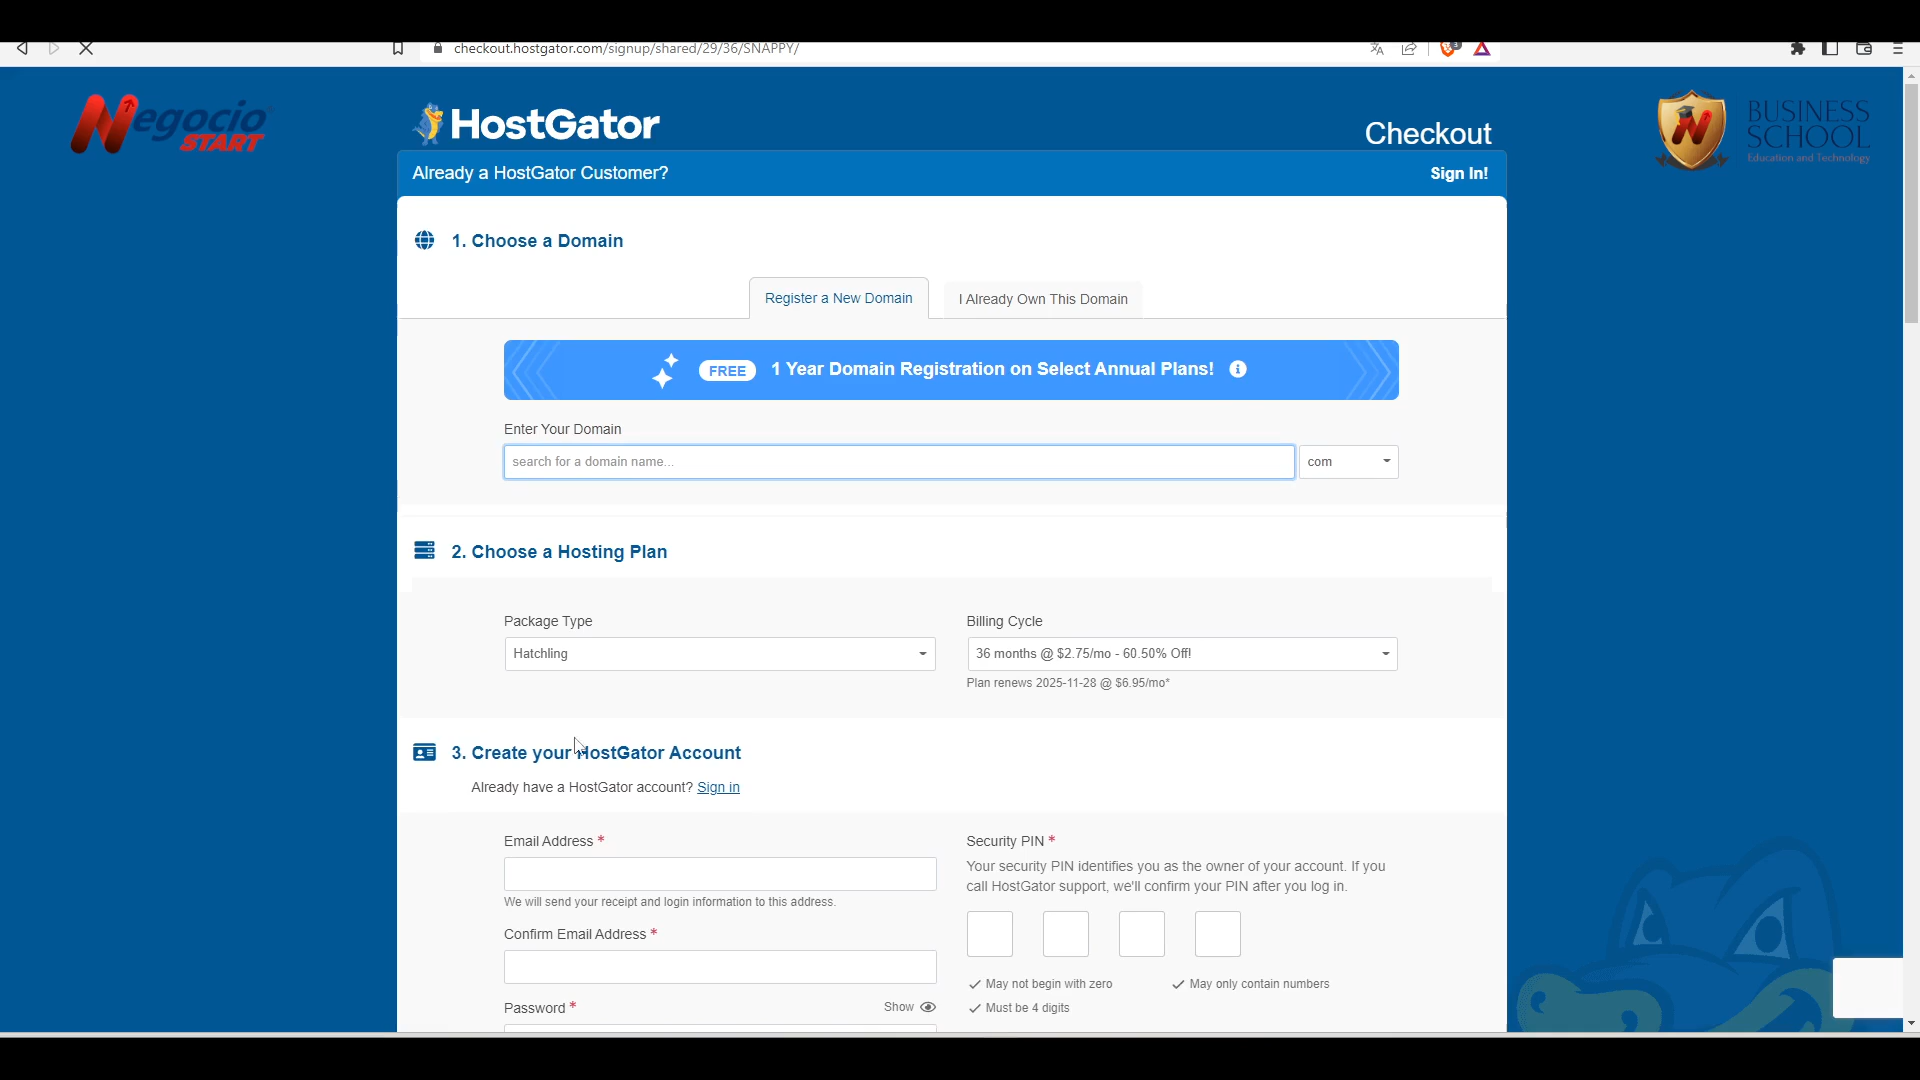 checkout.hostgator.com/signup/shared/29/36/SNAPPY/
Negocio
START
HostGator
Checkout
BUSINESS
SCHOOL
Education and Technology
Already a HostGator Customer?
Sign In!
1. Choose a Domain
Register a New Domain
I Already Own This Domain
FREE 1 Year Domain Registration on Select Annual Plans!
Enter Your Domain
search for a domain name...
com
2. Choose a Hosting Plan
Package Type
Billing Cycle
Hatchling
36 months @ $2.75/mo - 60.50% Off!
Plan renews 2025-11-28 @ $6.95/mo*
3. Create your HostGator Account
Already have a HostGator account? Sign in
Email Address *
Security PIN *
Your security PIN identifies you as the owner of your account. If you
call HostGator support, we'll confirm your PIN after you log in.
We will send your receipt and login information to this address.
Confirm Email Address *
May not begin with zero
May only contain numbers
Password *
Show
Must be 4 digits